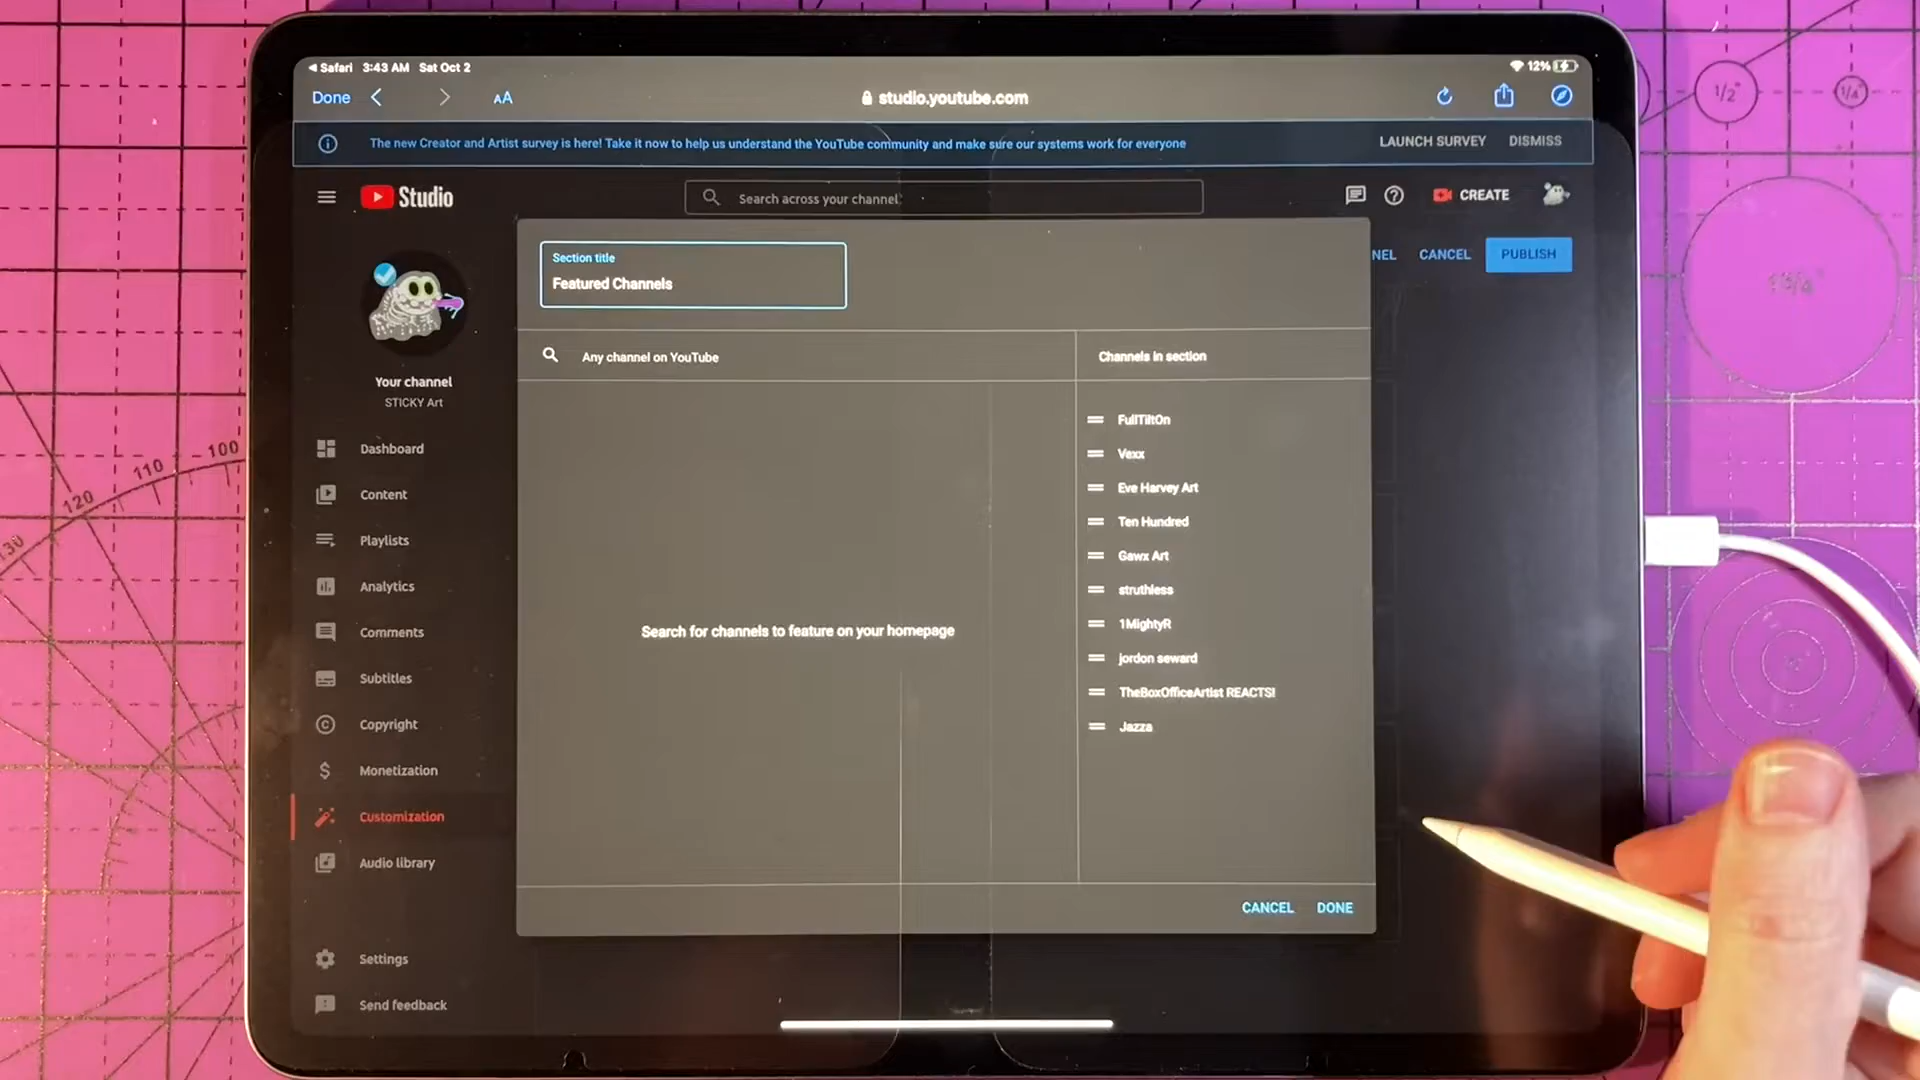 Safari 3:43 AM Sat Oct 2
12%
Done
AA
studio.youtube.com
The new Creator and Artist survey is here! Take it now to help us understand the YouTube community and make sure our systems work for everyone
LAUNCH SURVEY
DISMISS
Studio
Search across your channel
CREATE
NEL
CANCEL
PUBLISH
Your channel
STICKY Art
Dashboard
Content
Playlists
Analytics
Comments
Subtitles
Copyright
Monetization
Customization
Audio library
Settings
Send feedback
Section title
Featured Channels
Any channel on YouTube
Search for channels to feature on your homepage
Channels in section
FullTiltOn
Vexx
Eve Harvey Art
Ten Hundred
Gawx Art
struthless
1MightyR
jordon seward
TheBoxOfficeArtist REACTS!
Jazza
CANCEL
DONE
100
110
120
130
1/2"
1/4"